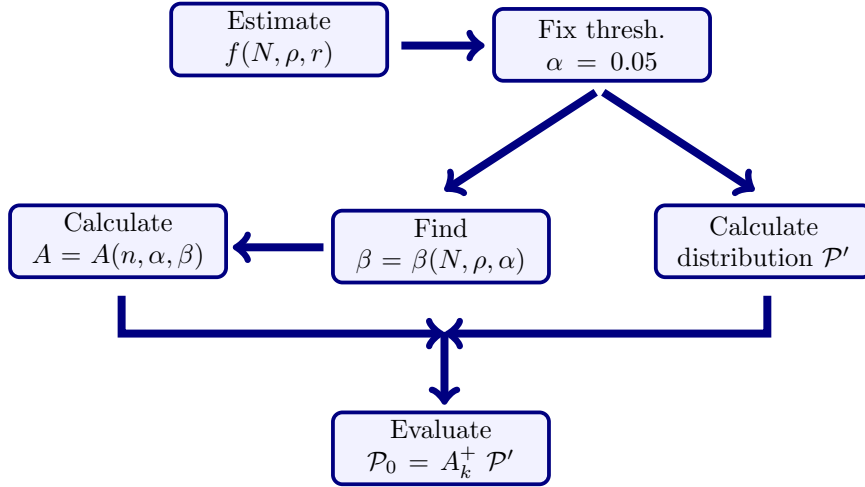 Estimate
f(N, ρ, r)
Fix thresh.
α = 0.05
Calculate
A = A(n, α, β)
Find
β = β(N, ρ, α)
Calculate
distribution 𝒫′
Evaluate
𝒫₀ = A⁺ₖ 𝒫′